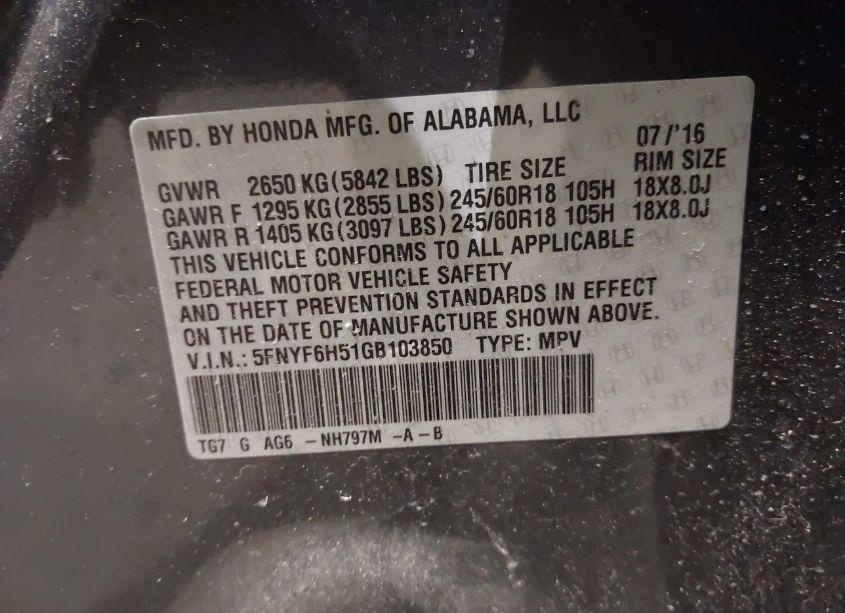 MFD. BY HONDA MFG. OF ALABAMA, LLC 07/'16
GVWR 2650 KG (5842 LBS) TIRE SIZE RIM SIZE
GAWR F 1295 KG (2855 LBS) 245/60R18 105H 18X8.0J
GAWR R 1405 KG (3097 LBS) 245/60R18 105H 18X8.0J
THIS VEHICLE CONFORMS TO ALL APPLICABLE
FEDERAL MOTOR VEHICLE SAFETY
AND THEFT PREVENTION STANDARDS IN EFFECT
ON THE DATE OF MANUFACTURE SHOWN ABOVE.
V.I.N.: 5FNYF6H51GB103850 TYPE: MPV
TG7 G AG6 -NH797M -A-B